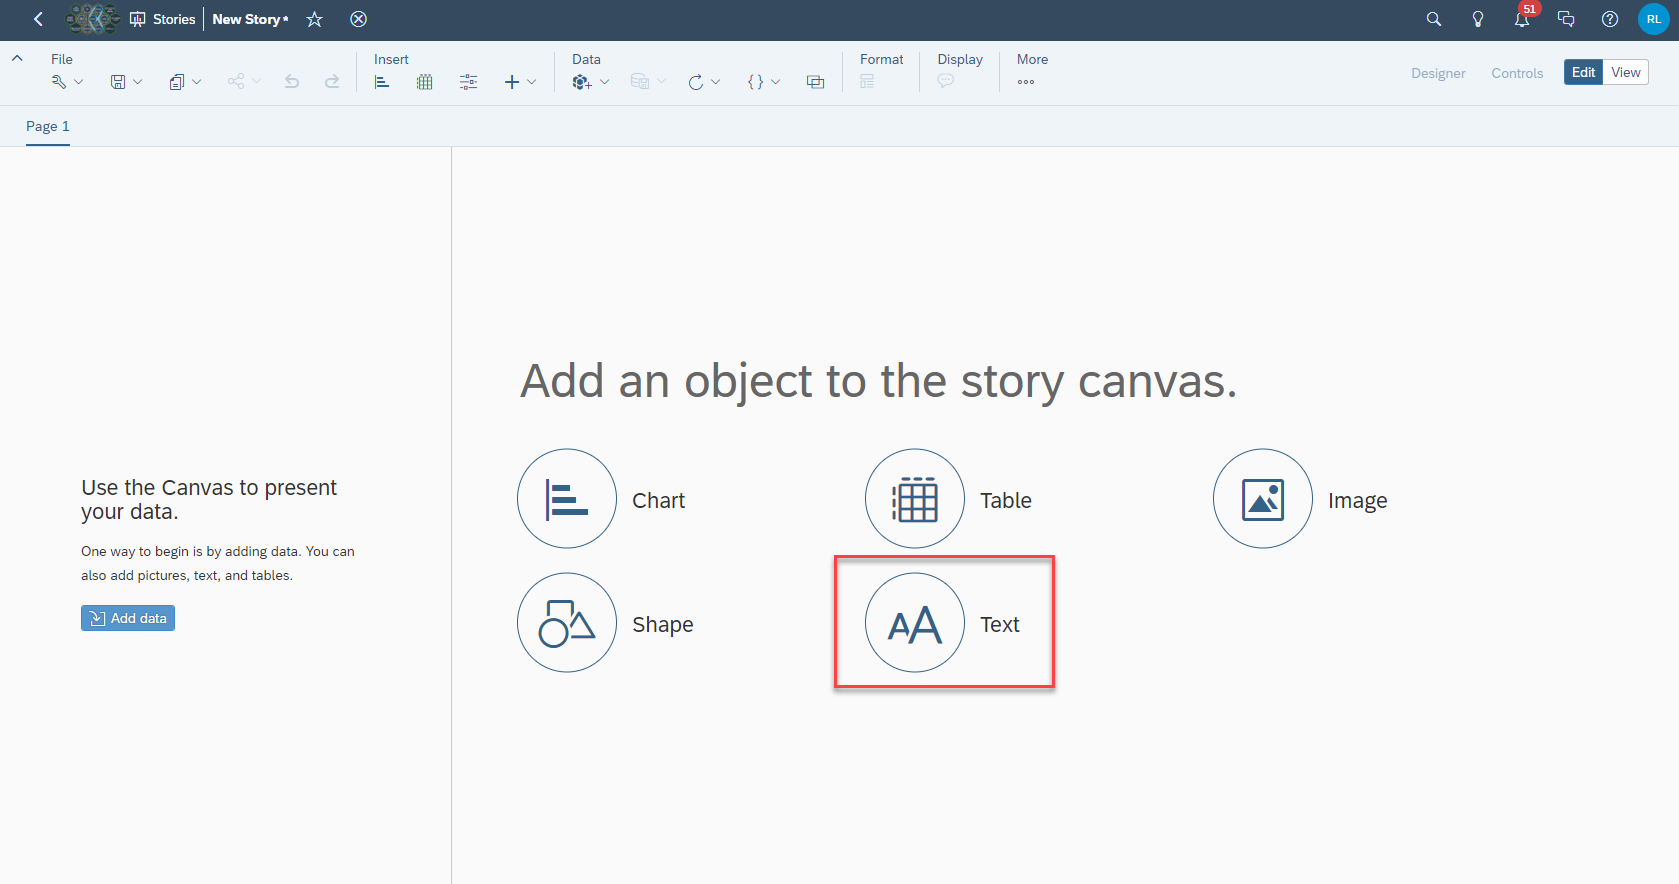 Stories New Story*
51
RL
File Insert Data Format Display More
Designer Controls Edit View
Page 1
Use the Canvas to present
your data.
One way to begin is by adding data. You can
also add pictures, text, and tables.
Add data
Add an object to the story canvas.
Chart Table Image
Shape Text